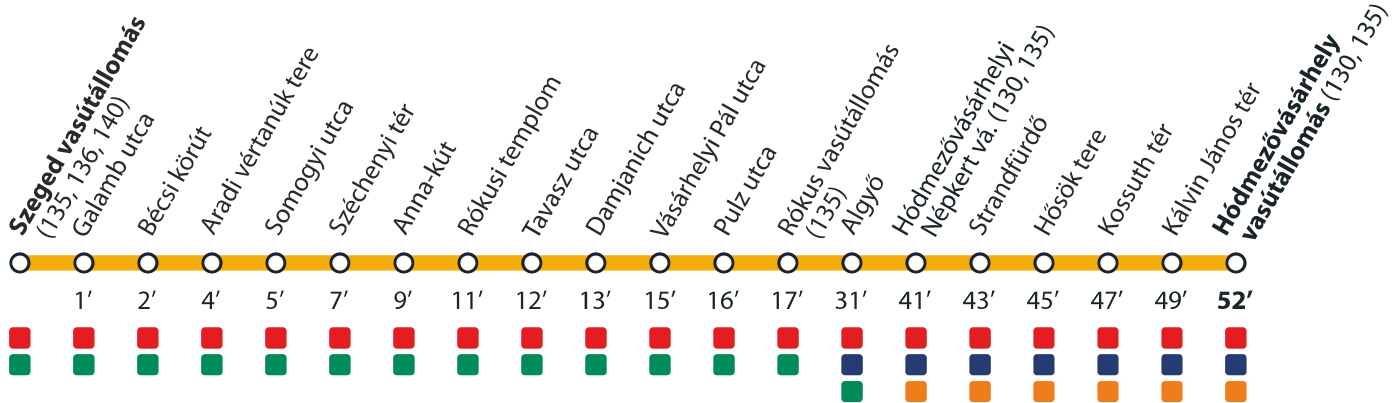 Szeged vasútállomás
(135, 136, 140)
Galamb utca
Bécsi körút
Aradi vértanúk tere
Somogyi utca
Széchenyi tér
Anna-kút
Rókusi templom
Tavasz utca
Damjanich utca
Vásárhelyi Pál utca
Pulz utca
Rókus vasútállomás
(135)
Algyő
Hódmezővásárhelyi
Népkert vá. (130, 135)
Strandfürdő
Hősök tere
Kossuth tér
Kálvin János tér
Hódmezővásárhely
vasútállomás (130, 135)
1’ 2’ 4’ 5’ 7’ 9’ 11’ 12’ 13’ 15’ 16’ 17’ 31’ 41’ 43’ 45’ 47’ 49’ 52’